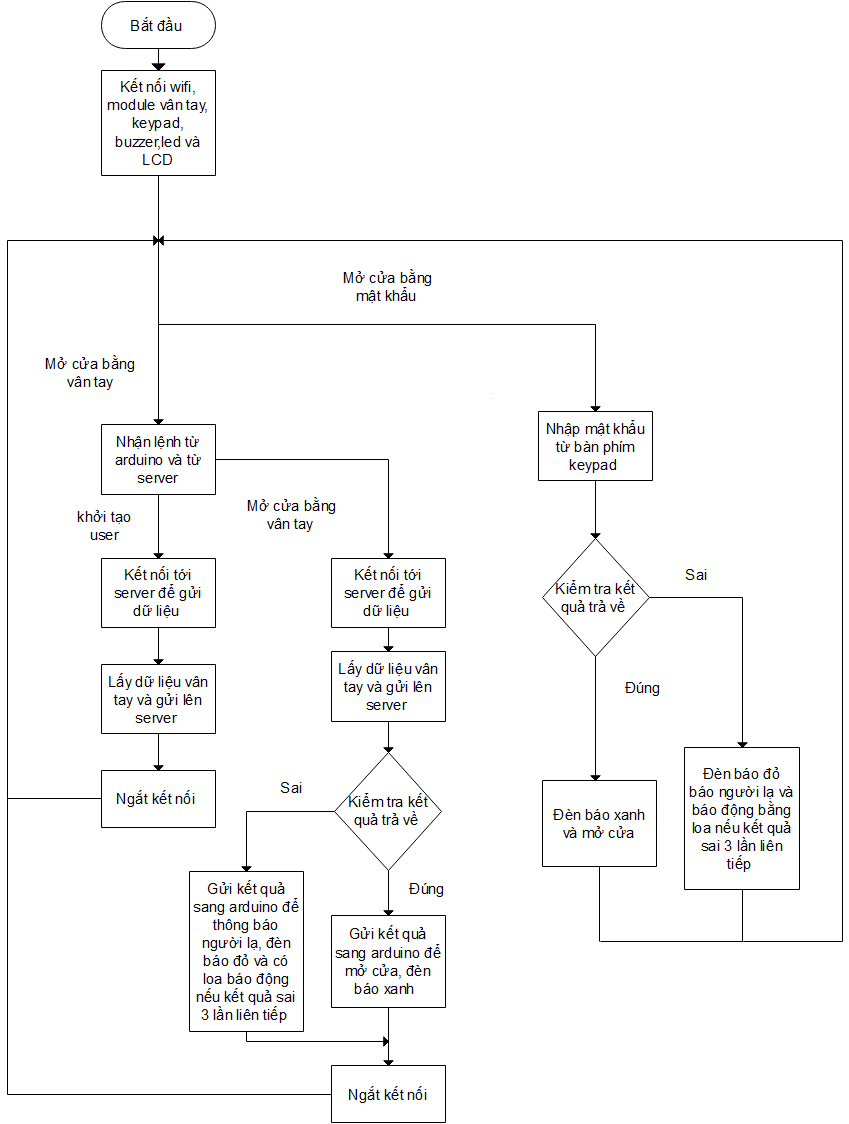 Bắt đầu
Kết nối wifi,
module vân tay,
keypad,
buzzer,led và
LCD
Mở cửa bằng
mật khẩu
Mở cửa bằng
vân tay
Nhận lệnh từ
arduino và từ
server
Nhập mật khẩu
từ bàn phím
keypad
khởi tạo
user
Mở cửa bằng
vân tay
Kết nối tới
server để gửi
dữ liệu
Kết nối tới
server để gửi
dữ liệu
Kiểm tra kết
quả trả về
Sai
Đúng
Lấy dữ liệu vân
tay và gửi lên
server
Lấy dữ liệu vân
tay và gửi lên
server
Ngắt kết nối
Sai
Kiểm tra kết
quả trả về
Đúng
Đèn báo xanh
và mở cửa
Đèn báo đỏ
báo người lạ và
báo động bằng
loa nếu kết quả
sai 3 lần liên
tiếp
Gửi kết quả
sang arduino để
thông báo
người lạ, đèn
báo đỏ và có
loa báo động
nếu kết quả sai
3 lần liên tiếp
Gửi kết quả
sang arduino để
mở cửa, đèn
báo xanh
Ngắt kết nối